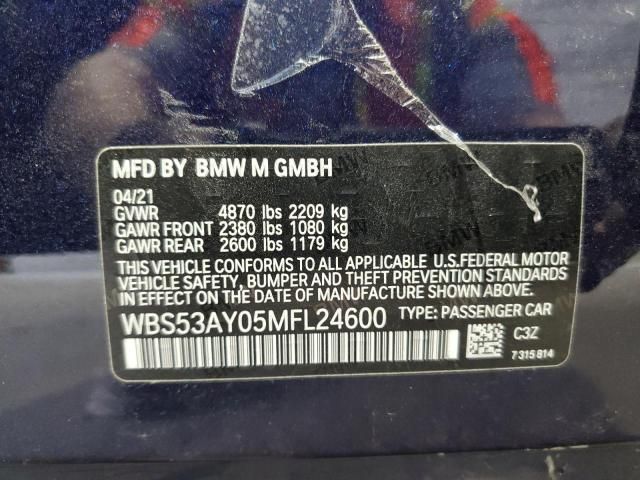 MFD BY BMW M GMBH
04/21
GVWR 4870 lbs 2209 kg
GAWR FRONT 2380 lbs 1080 kg
GAWR REAR 2600 lbs 1179 kg
THIS VEHICLE CONFORMS TO ALL APPLICABLE U.S.FEDERAL MOTOR
VEHICLE SAFETY, BUMPER AND THEFT PREVENTION STANDARDS
IN EFFECT ON THE DATE OF MANUFACTURE SHOWN ABOVE.
WBS53AY05MFL24600 TYPE: PASSENGER CAR
C3Z
7315814